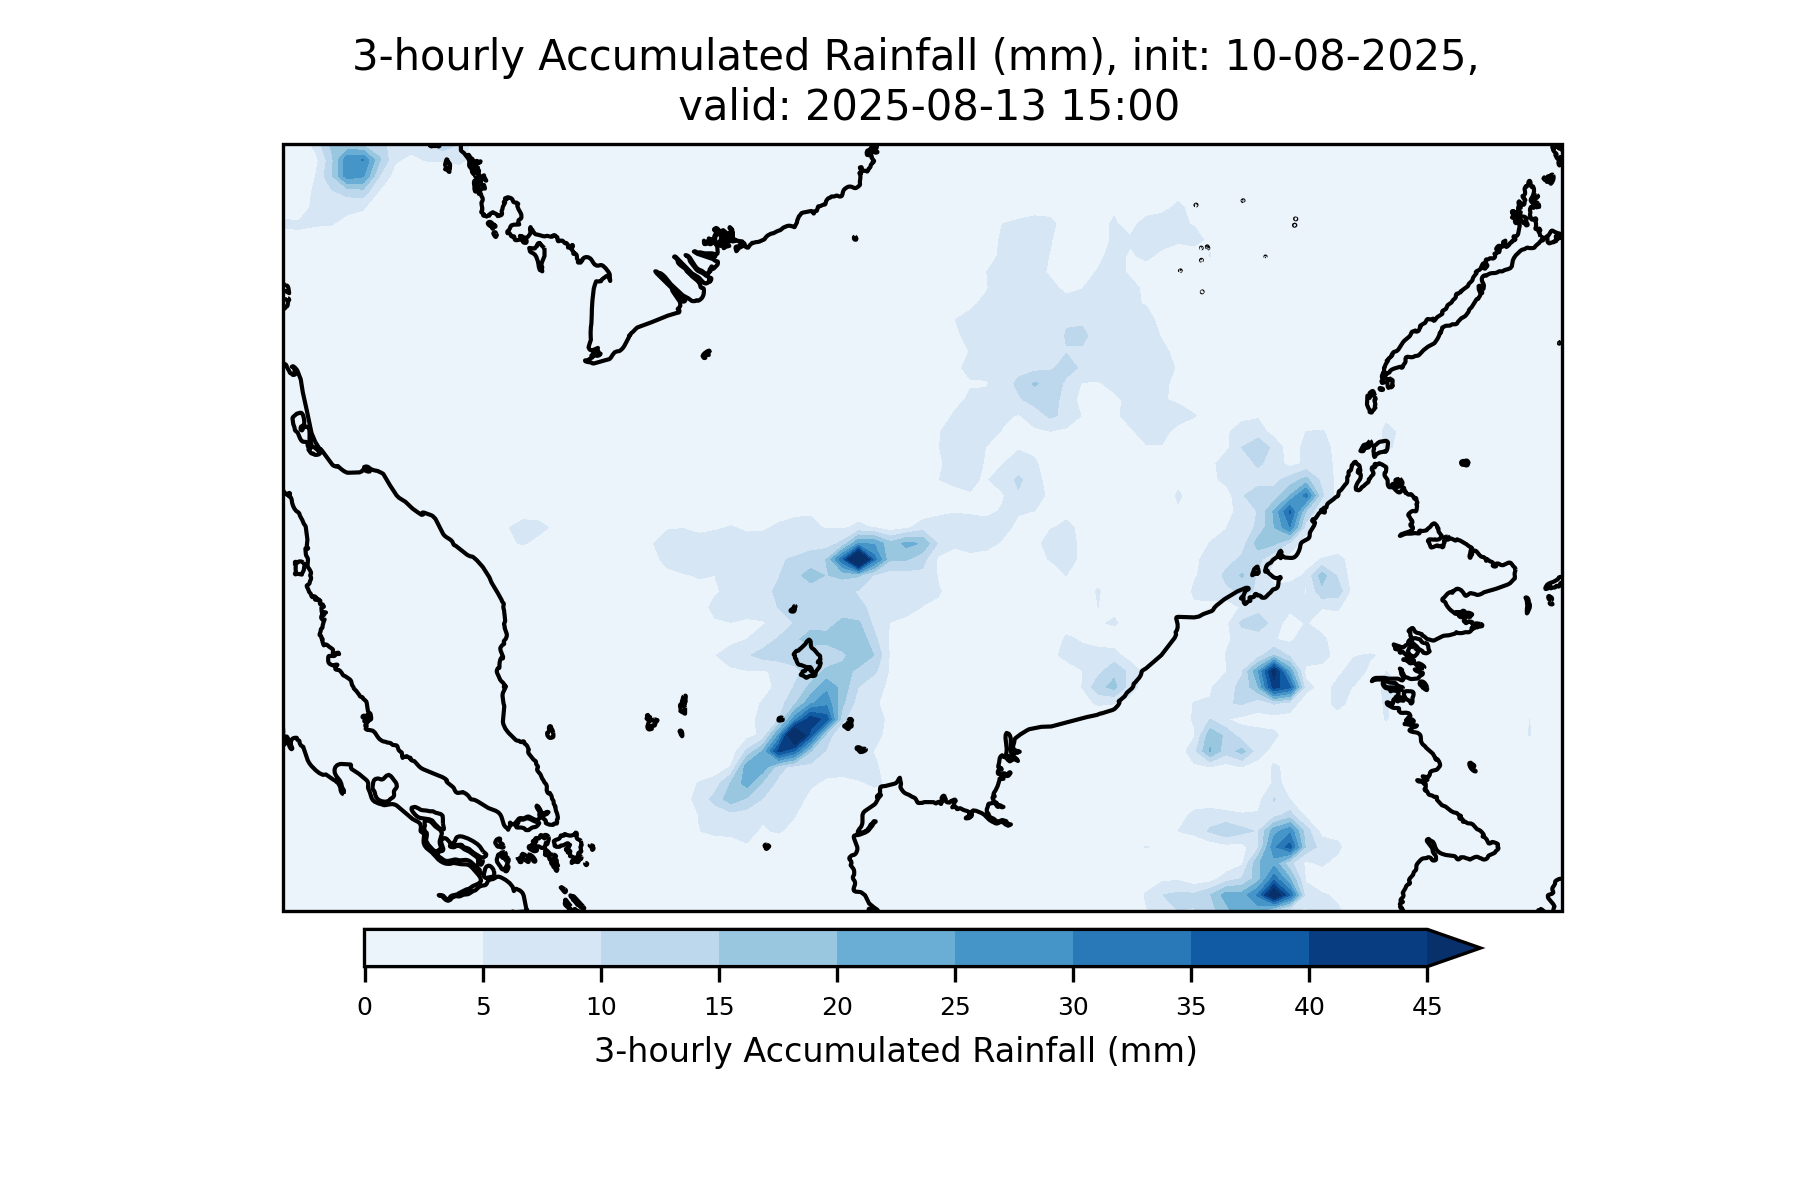 3-hourly Accumulated Rainfall (mm), init: 10-08-2025,
valid: 2025-08-13 15:00
0 5 10 15 20 25 30 35 40 45
3-hourly Accumulated Rainfall (mm)